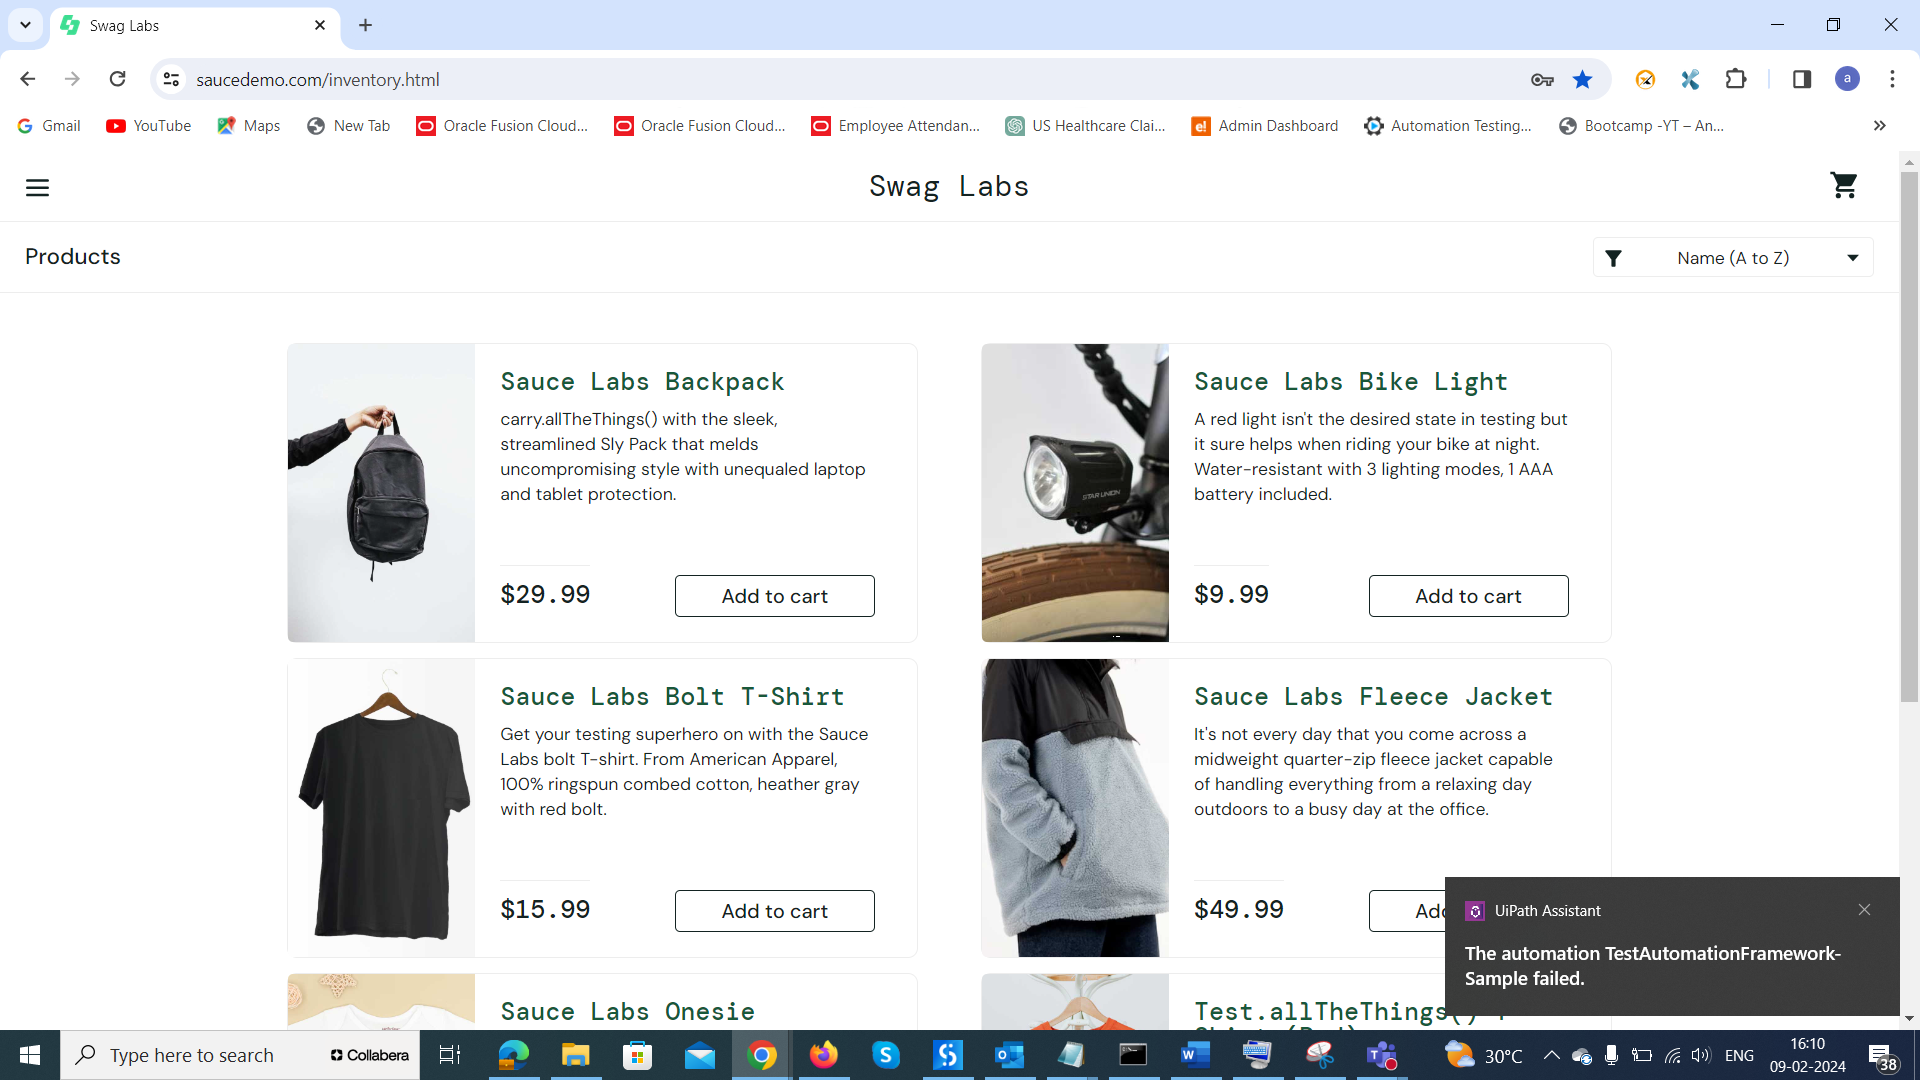 Swag Labs
saucedemo.com/inventory.html
a
Gmail
YouTube
Maps
New Tab
Oracle Fusion Cloud...
Oracle Fusion Cloud...
Employee Attendan...
US Healthcare Clai...
Admin Dashboard
Automation Testing...
Bootcamp -YT – An...
Swag Labs
Products
Name (A to Z)
Sauce Labs Backpack
carry.allTheThings() with the sleek,
streamlined Sly Pack that melds
uncompromising style with unequaled laptop
and tablet protection.
$29.99
Add to cart
Sauce Labs Bike Light
A red light isn't the desired state in testing but
it sure helps when riding your bike at night.
Water-resistant with 3 lighting modes, 1 AAA
battery included.
$9.99
Add to cart
STAR UNION
Sauce Labs Bolt T-Shirt
Get your testing superhero on with the Sauce
Labs bolt T-shirt. From American Apparel,
100% ringspun combed cotton, heather gray
with red bolt.
$15.99
Add to cart
Sauce Labs Fleece Jacket
It's not every day that you come across a
midweight quarter-zip fleece jacket capable
of handling everything from a relaxing day
outdoors to a busy day at the office.
$49.99
Add
Sauce Labs Onesie
Test.allTheThings()
UiPath Assistant
The automation TestAutomationFramework-
Sample failed.
Type here to search
Collabera
30°C
ENG
16:10
09-02-2024
38